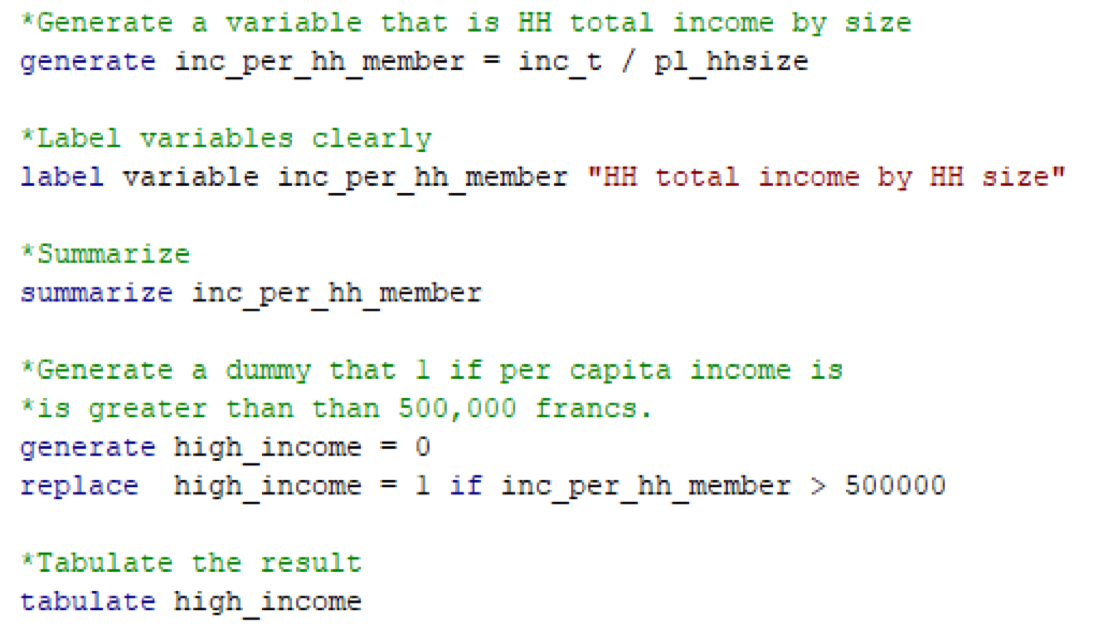 *Generate a variable that is HH total income by size
generate inc_per_hh_member = inc_t / pl_hhsize
*Label variables clearly
label variable inc_per_hh_member "HH total income by HH size"
*Summarize
summarize inc_per_hh_member
*Generate a dummy that 1 if per capita income is
*is greater than than 500,000 francs.
generate high_income = 0
replace  high_income = 1 if inc_per_hh_member > 500000
*Tabulate the result
tabulate high_income